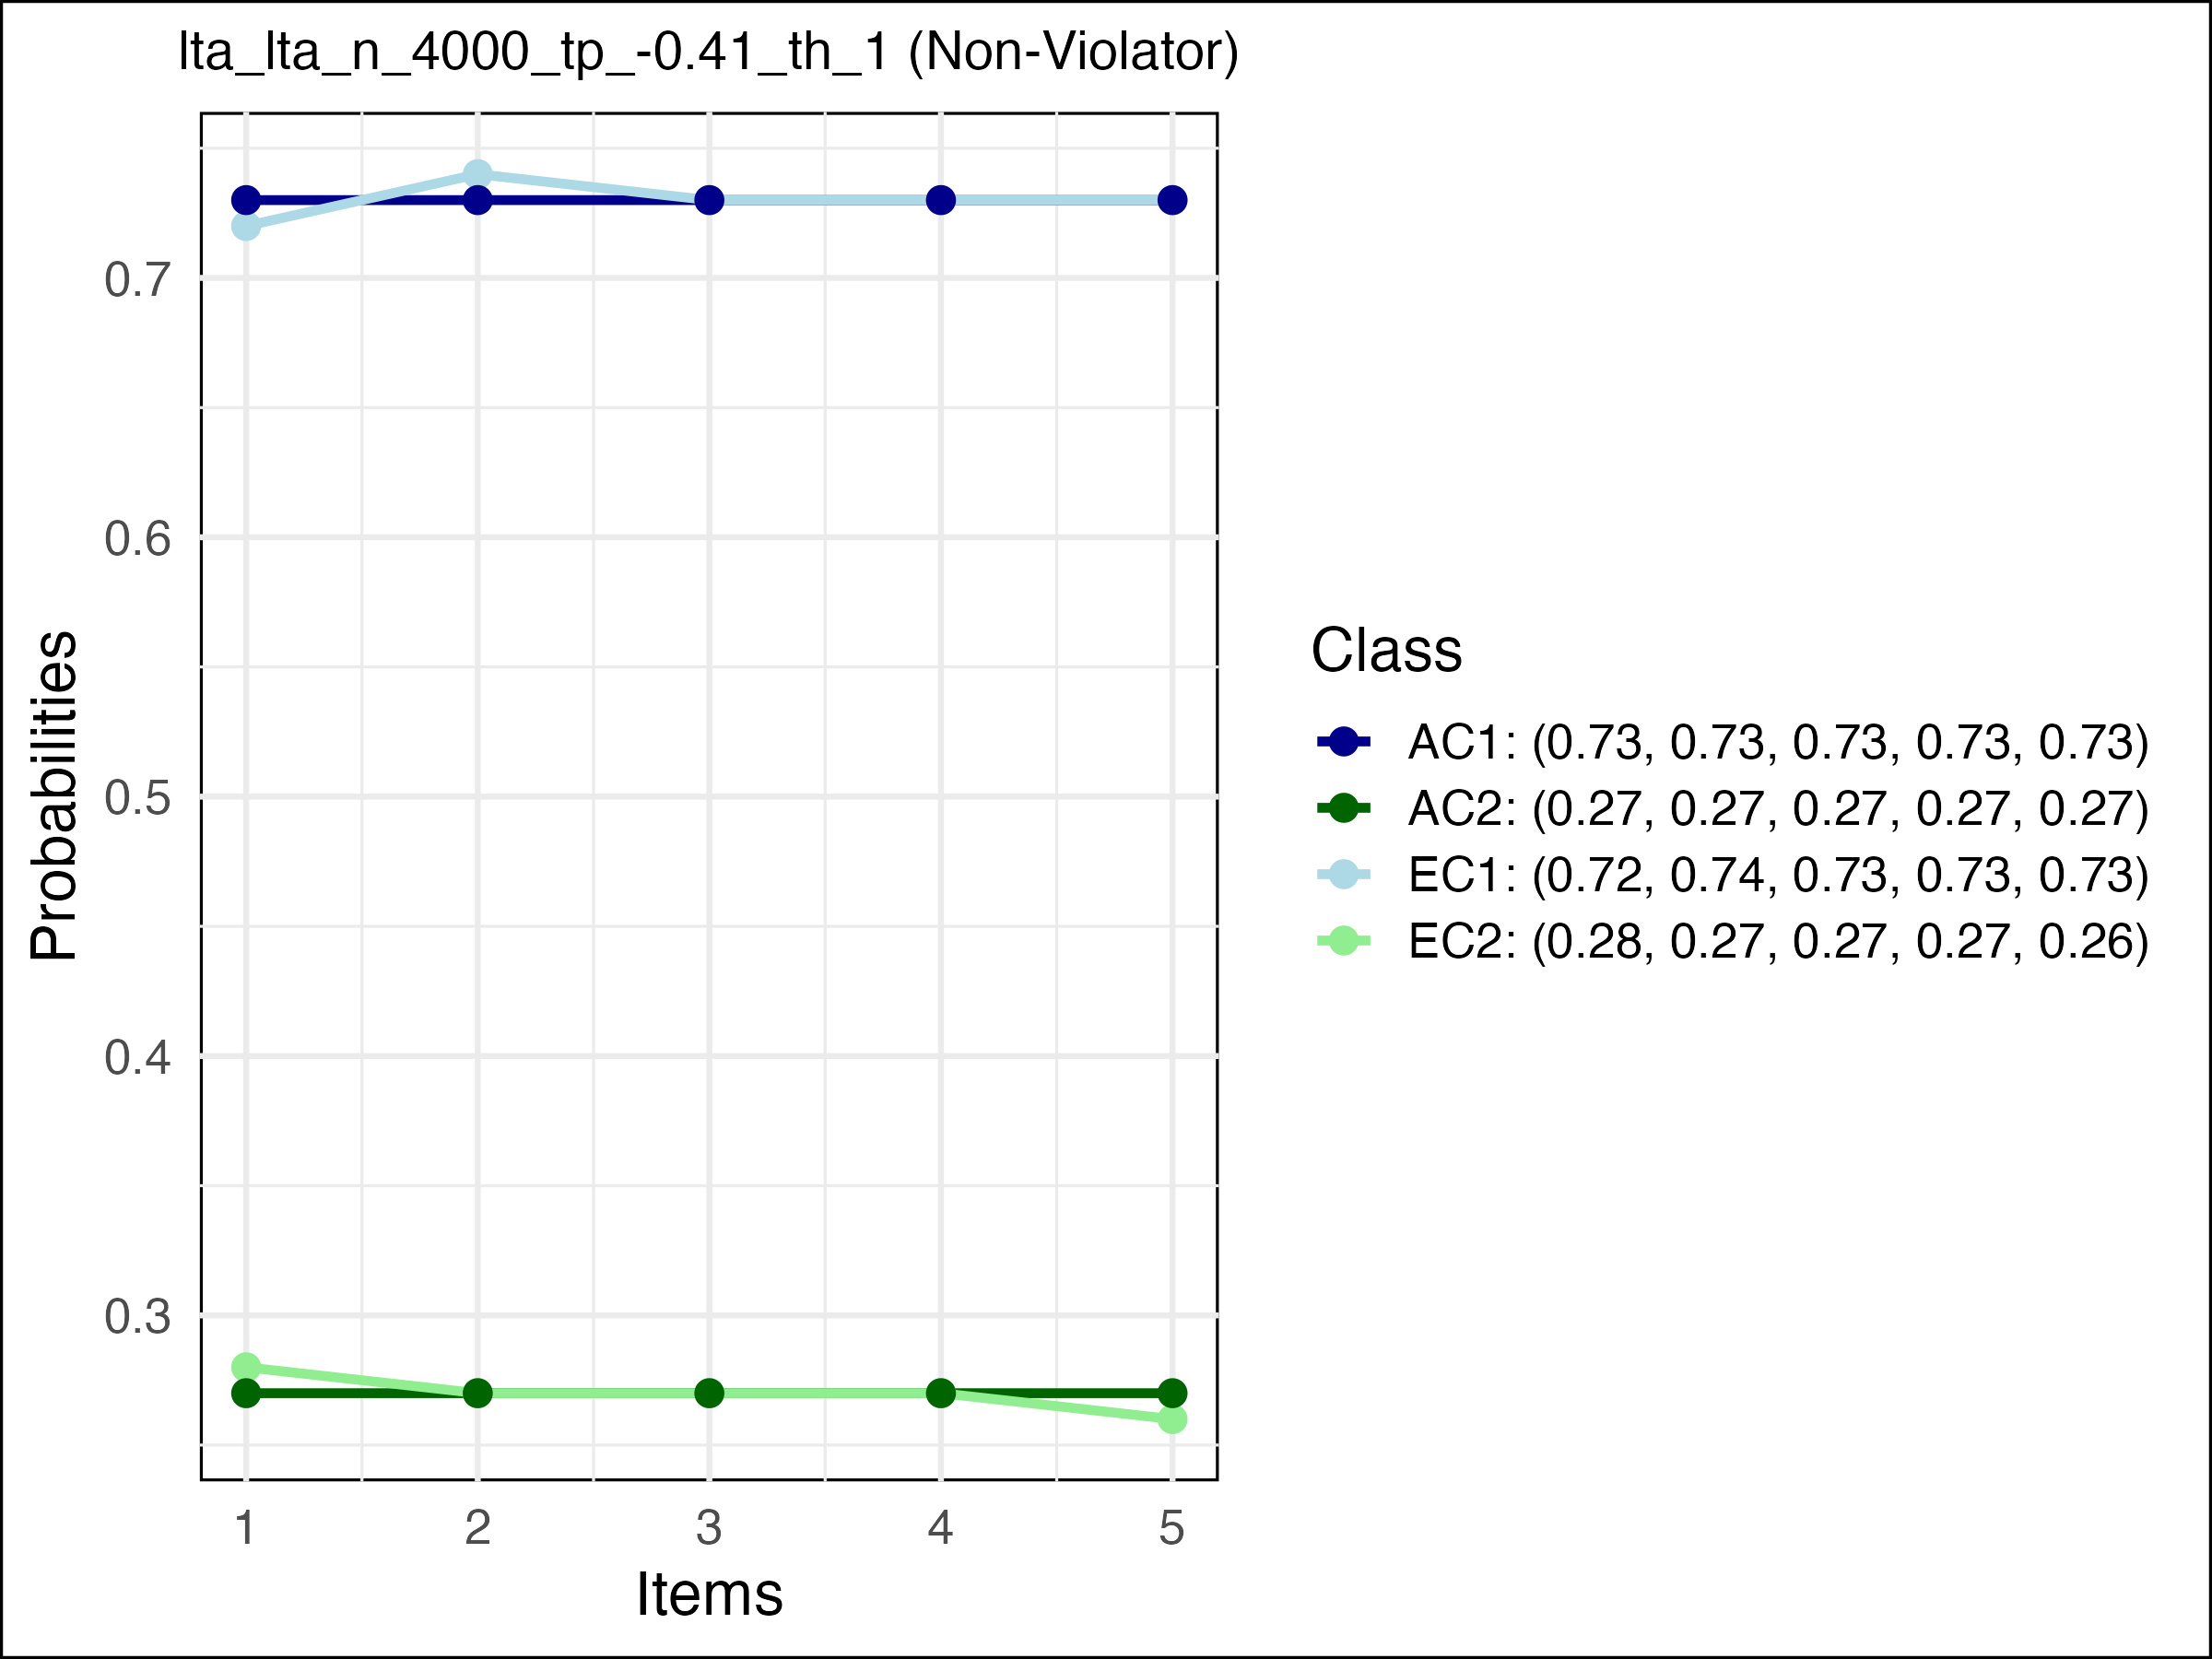 lta_lta_n_4000_tp_-0.41_th_1 (Non-Violator)
Probabilities
0.7
0.6
0.5
0.4
0.3
1 2 3 4 5
Items
Class
AC1: (0.73, 0.73, 0.73, 0.73, 0.73)
AC2: (0.27, 0.27, 0.27, 0.27, 0.27)
EC1: (0.72, 0.74, 0.73, 0.73, 0.73)
EC2: (0.28, 0.27, 0.27, 0.27, 0.26)